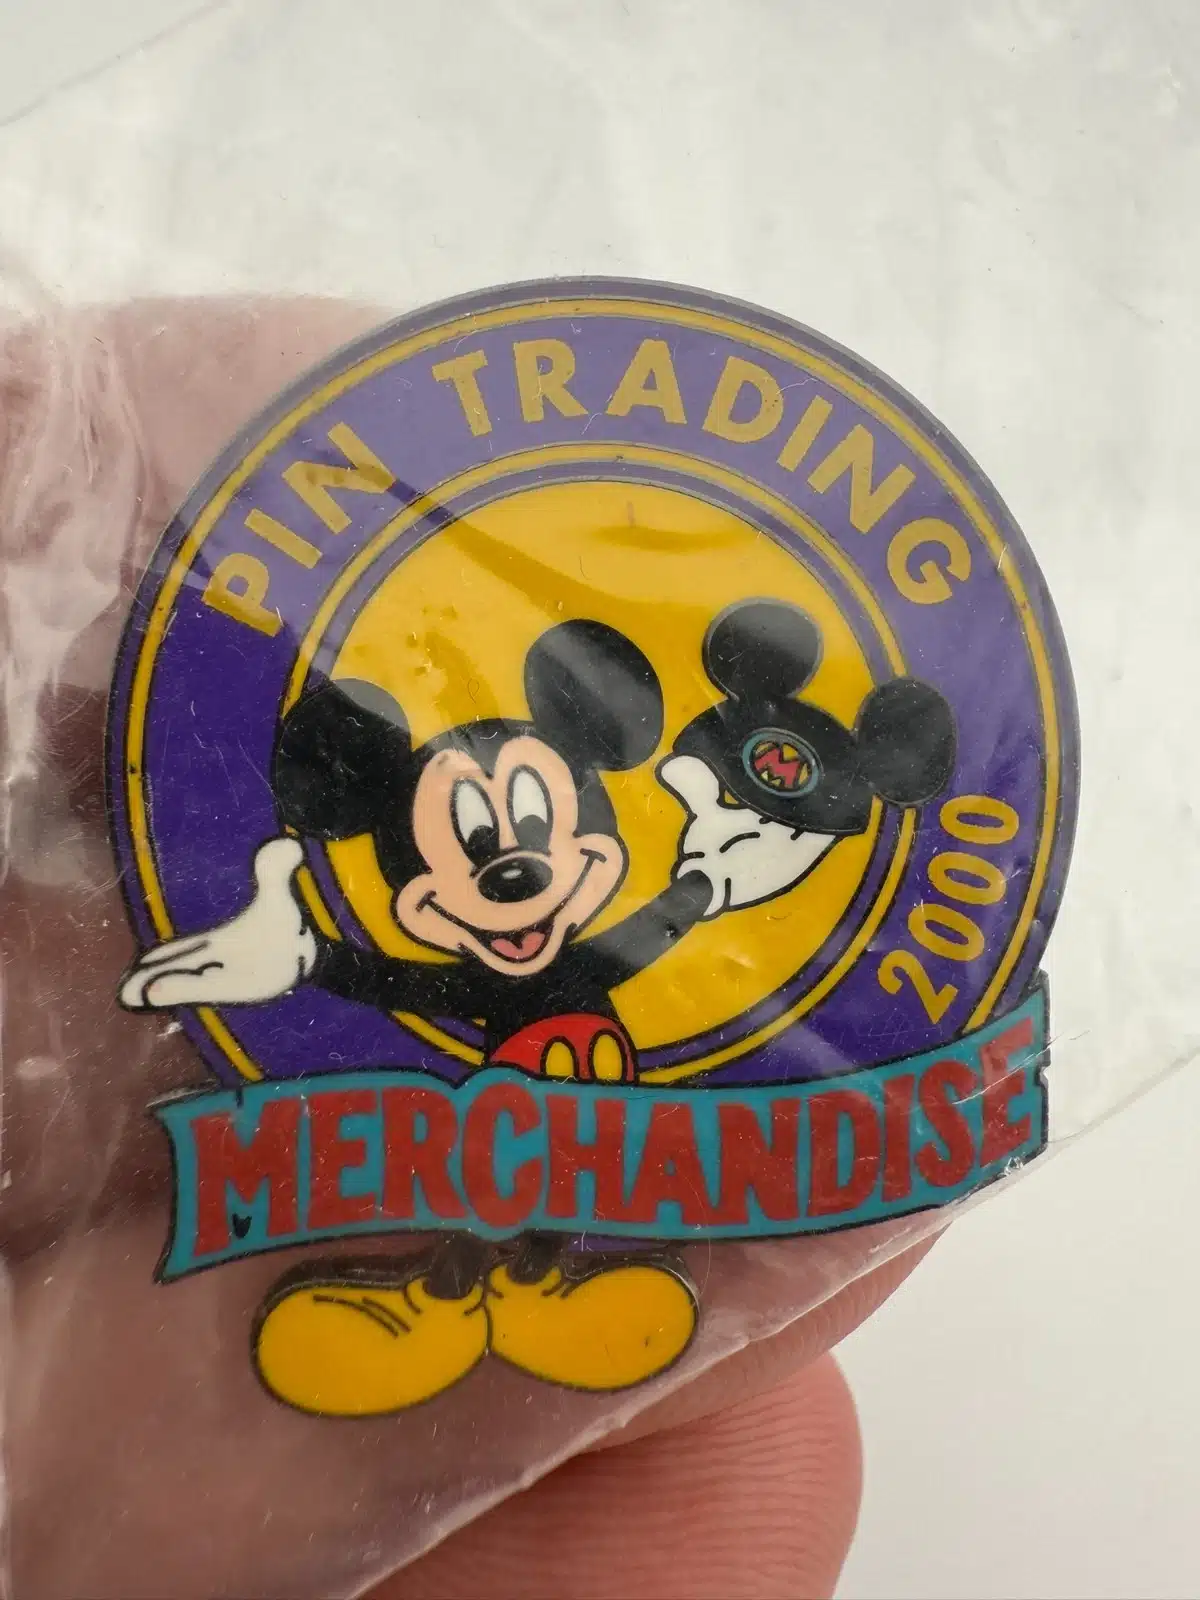 PIN TRADING
2000
M
MERCHANDISE